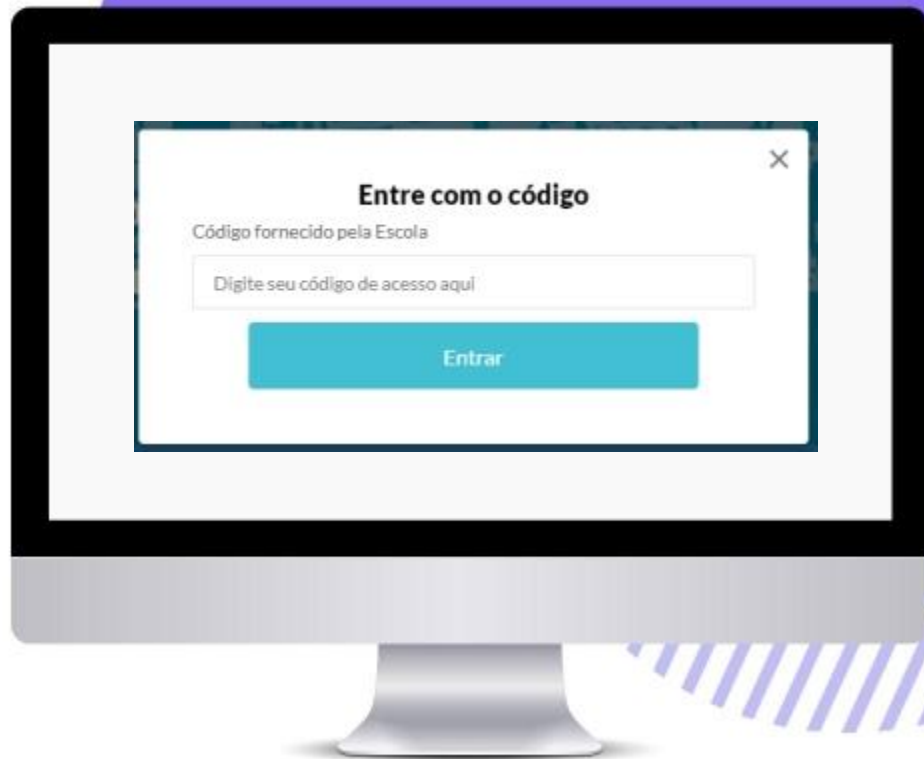 Entre com o código
Código fornecido pela Escola
Digite seu código de acesso aqui
Entrar